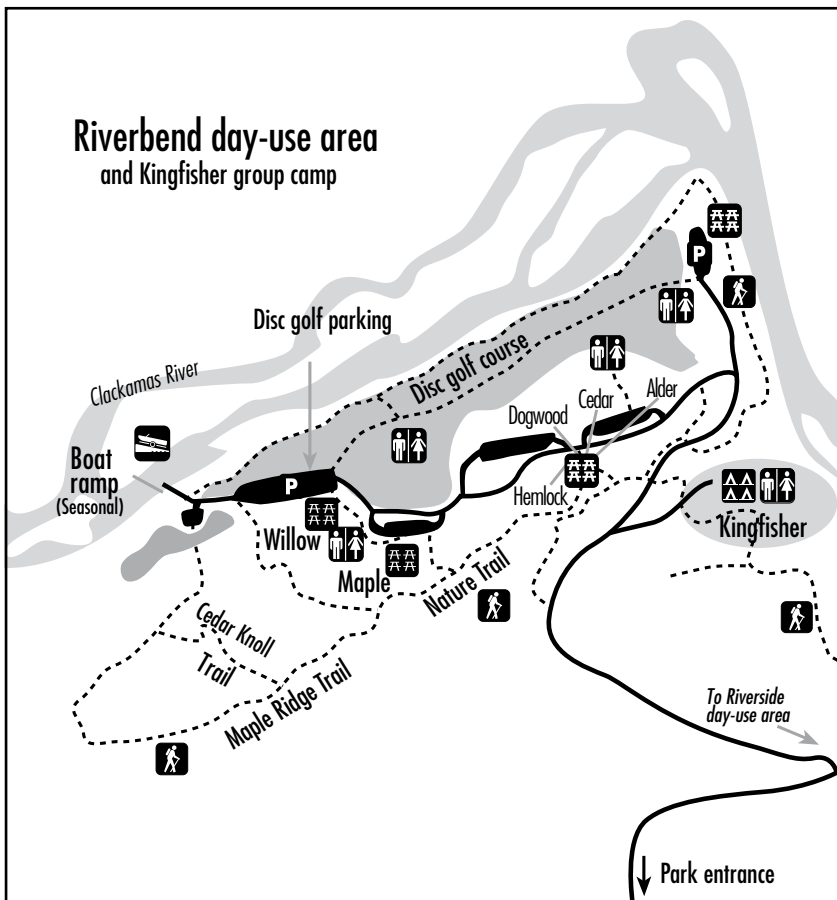 Riverbend day-use area
and Kingfisher group camp
P
Disc golf parking
Disc golf course
Clackamas River
Alder
Cedar
Dogwood
Hemlock
Boat
ramp
(Seasonal)
P
Willow
Maple
Nature Trail
Kingfisher
Cedar Knoll
Trail
Maple Ridge Trail
To Riverside
day-use area
Park entrance